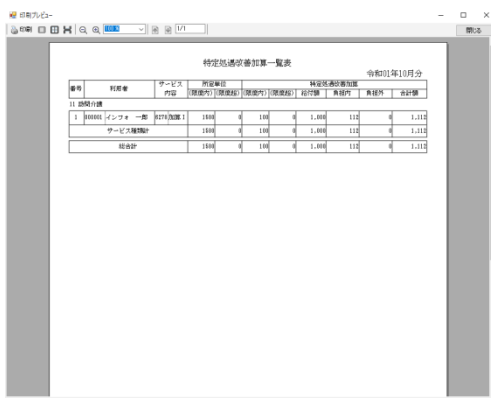 印刷プレビュー
印刷 100 % 1/1 閉じる
特定処遇改善加算一覧表
令和01年10月分
番号 利用者 サービス内容 所定単位 特定処遇改善加算
(限度内) (限度超) (限度内) (限度超) 給付額 負担内 負担外 合計額
11 訪問介護
1 000001 インフォ 一郎 6278 加算Ⅰ 1500 0 100 0 1,000 112 0 1,112
サービス種類計 1500 0 100 0 1,000 112 0 1,112
総合計 1500 0 100 0 1,000 112 0 1,112